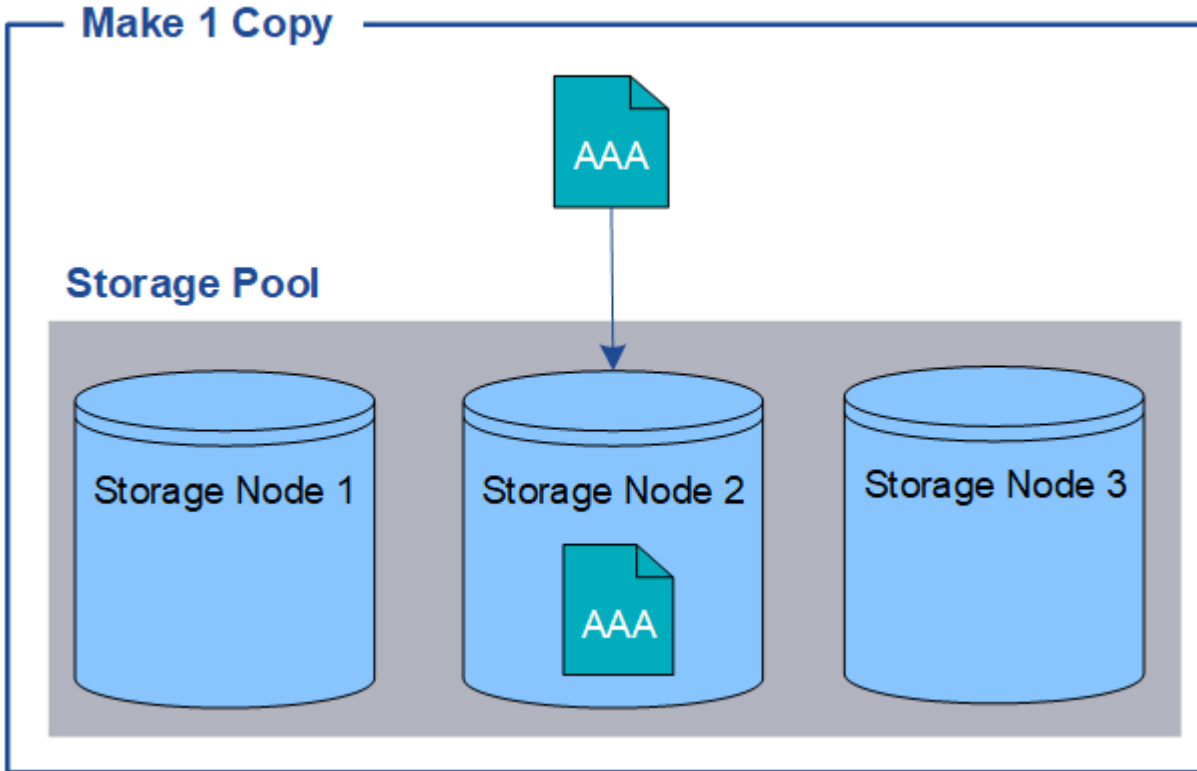 Make 1 Copy
AAA
Storage Pool
Storage Node 1
Storage Node 2
Storage Node 3
AAA